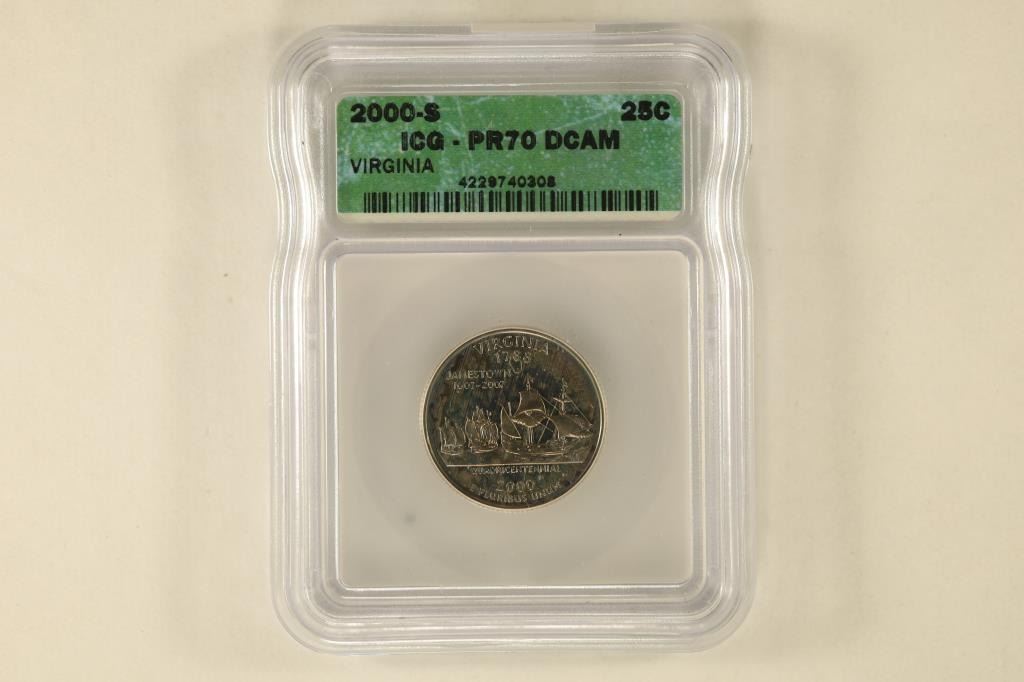 2000-S 25C
ICG - PR70 DCAM
VIRGINIA
4229740308
VIRGINIA
1788
JAMESTOWN
1607-2007
QUADRICENTENNIAL
2000
E PLURIBUS UNUM